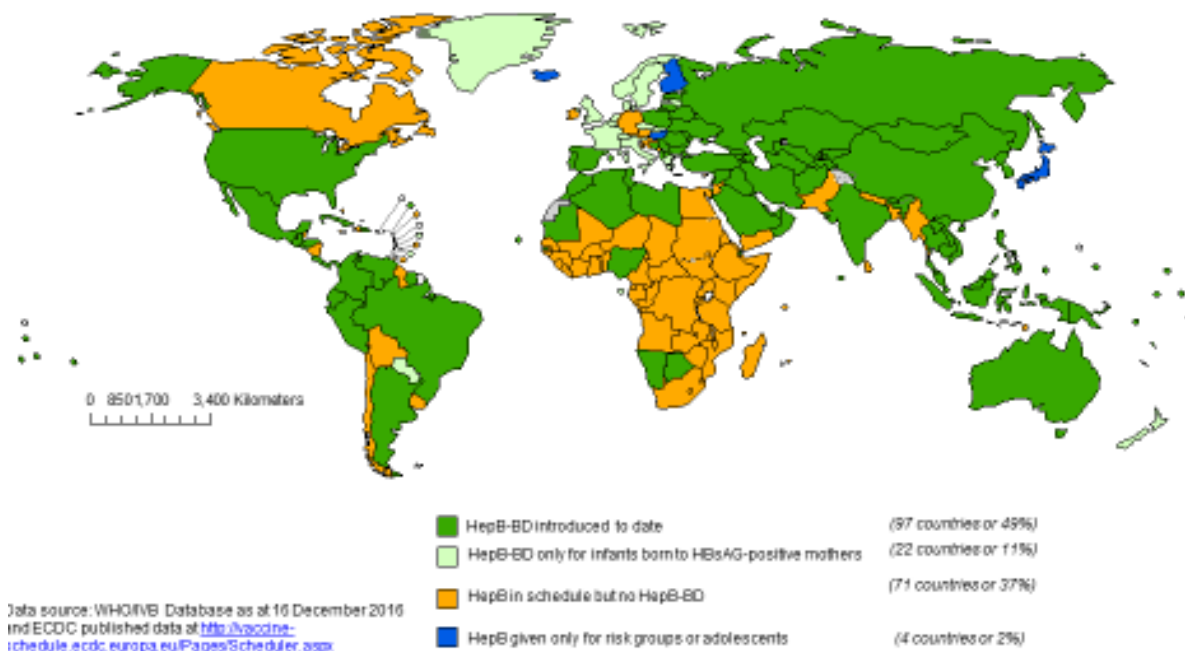 0 8501,700 3,400 Kilometers
HepB-BD introduced to date (97 countries or 49%)
HepB-BD only for infants born to HBsAG-positive mothers (22 countries or 11%)
HepB in schedule but no HepB-BD (71 countries or 37%)
HepB given only for risk groups or adolescents (4 countries or 2%)
Data source: WHO/IVB Database as at 16 December 2016
and ECDC published data at http://vaccine-
schedule.ecdc.europa.eu/Pages/Scheduler.aspx